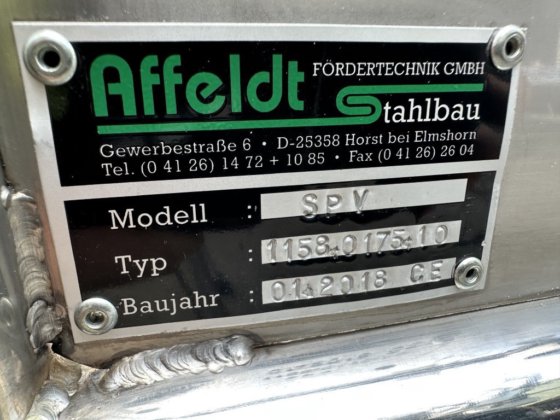 Affeldt FÖRDERTECHNIK GMBH
Stahlbau
Gewerbestraße 6 • D-25358 Horst bei Elmshorn
Tel. (0 41 26) 14 72 + 10 85 • Fax (0 41 26) 26 04
Modell : SPV
Typ : 1158.0175.10
Baujahr : 01.2018 CE